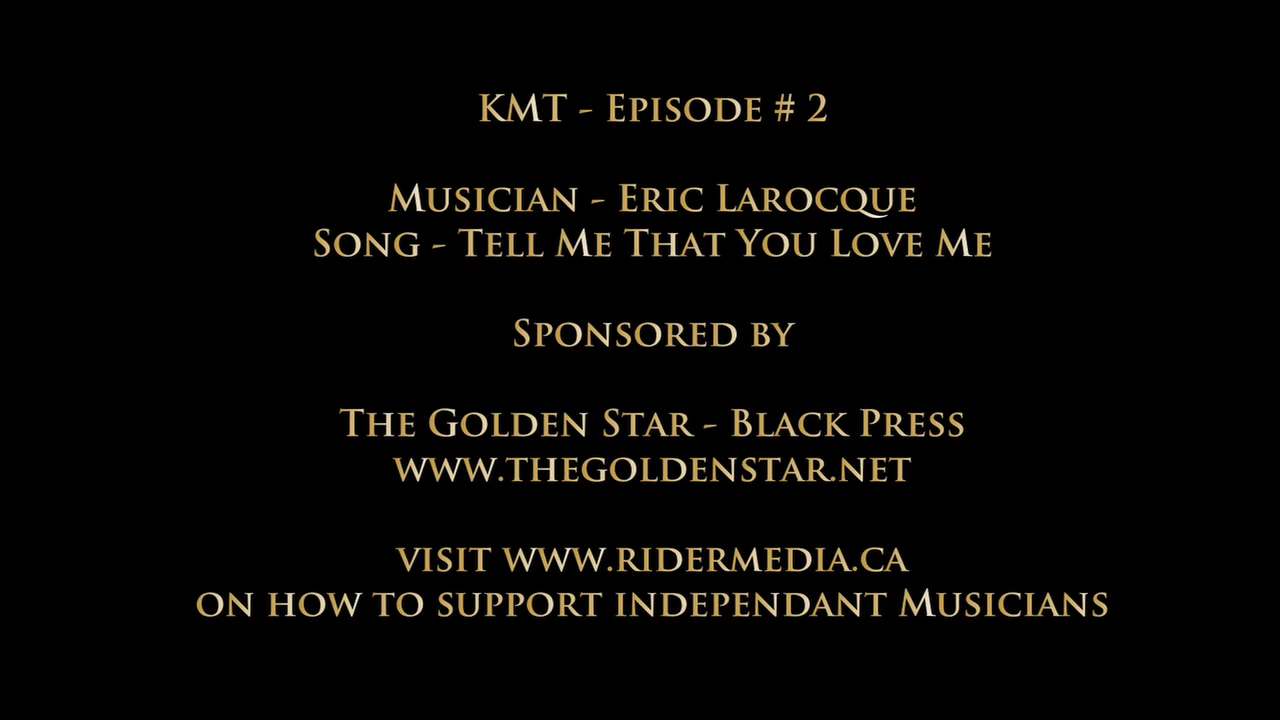 KMT - Episode # 2
Musician - Eric Larocque
Song - Tell Me That You Love Me
Sponsored by
The Golden Star - Black Press
www.thegoldenstar.net
visit www.ridermedia.ca
on how to support independant Musicians